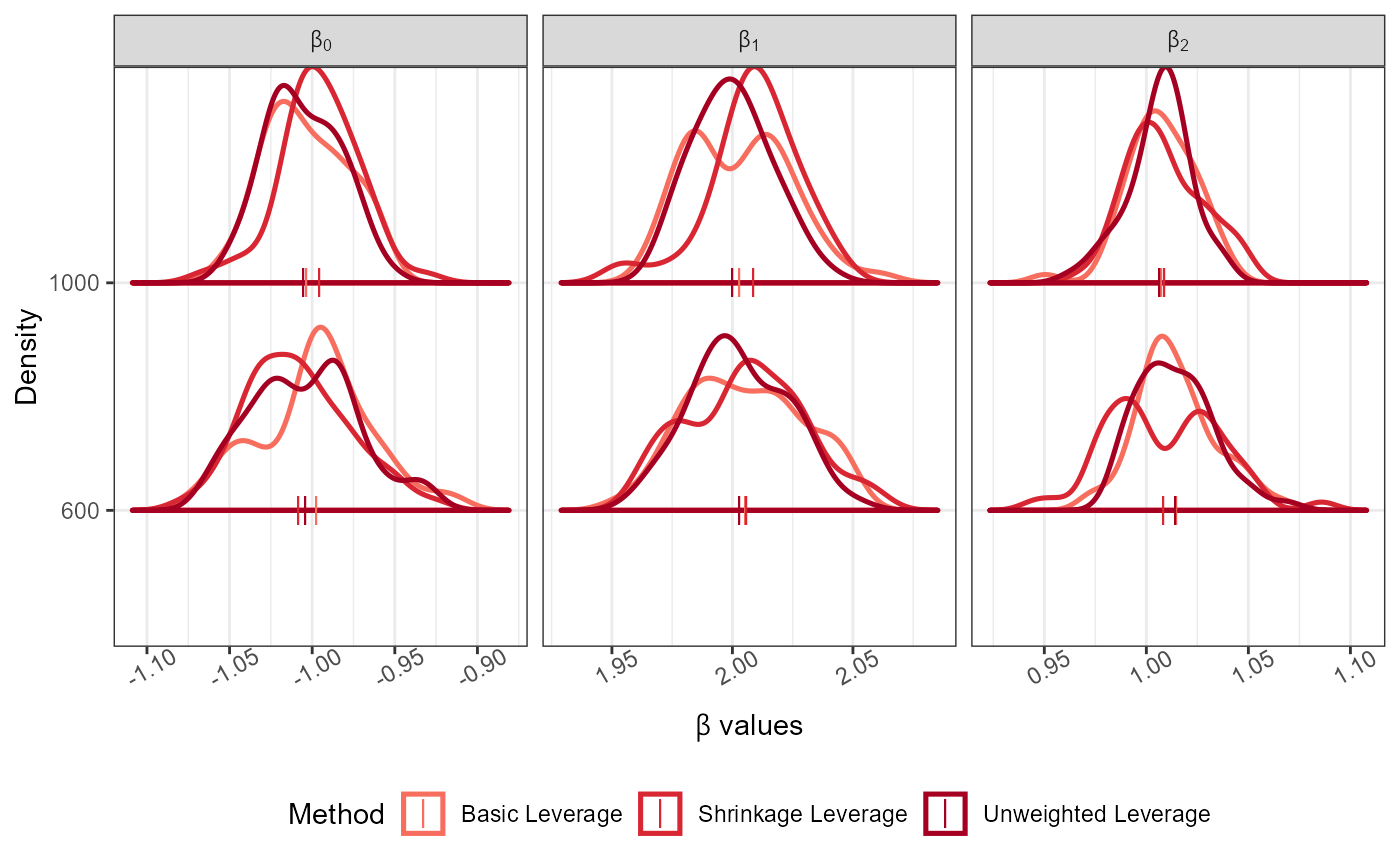 β₀ β₁ β₂
Density
1000
600
-1.10 -1.05 -1.00 -0.95 -0.90 1.95 2.00 2.05 0.95 1.00 1.05 1.10
β values
Method Basic Leverage Shrinkage Leverage Unweighted Leverage